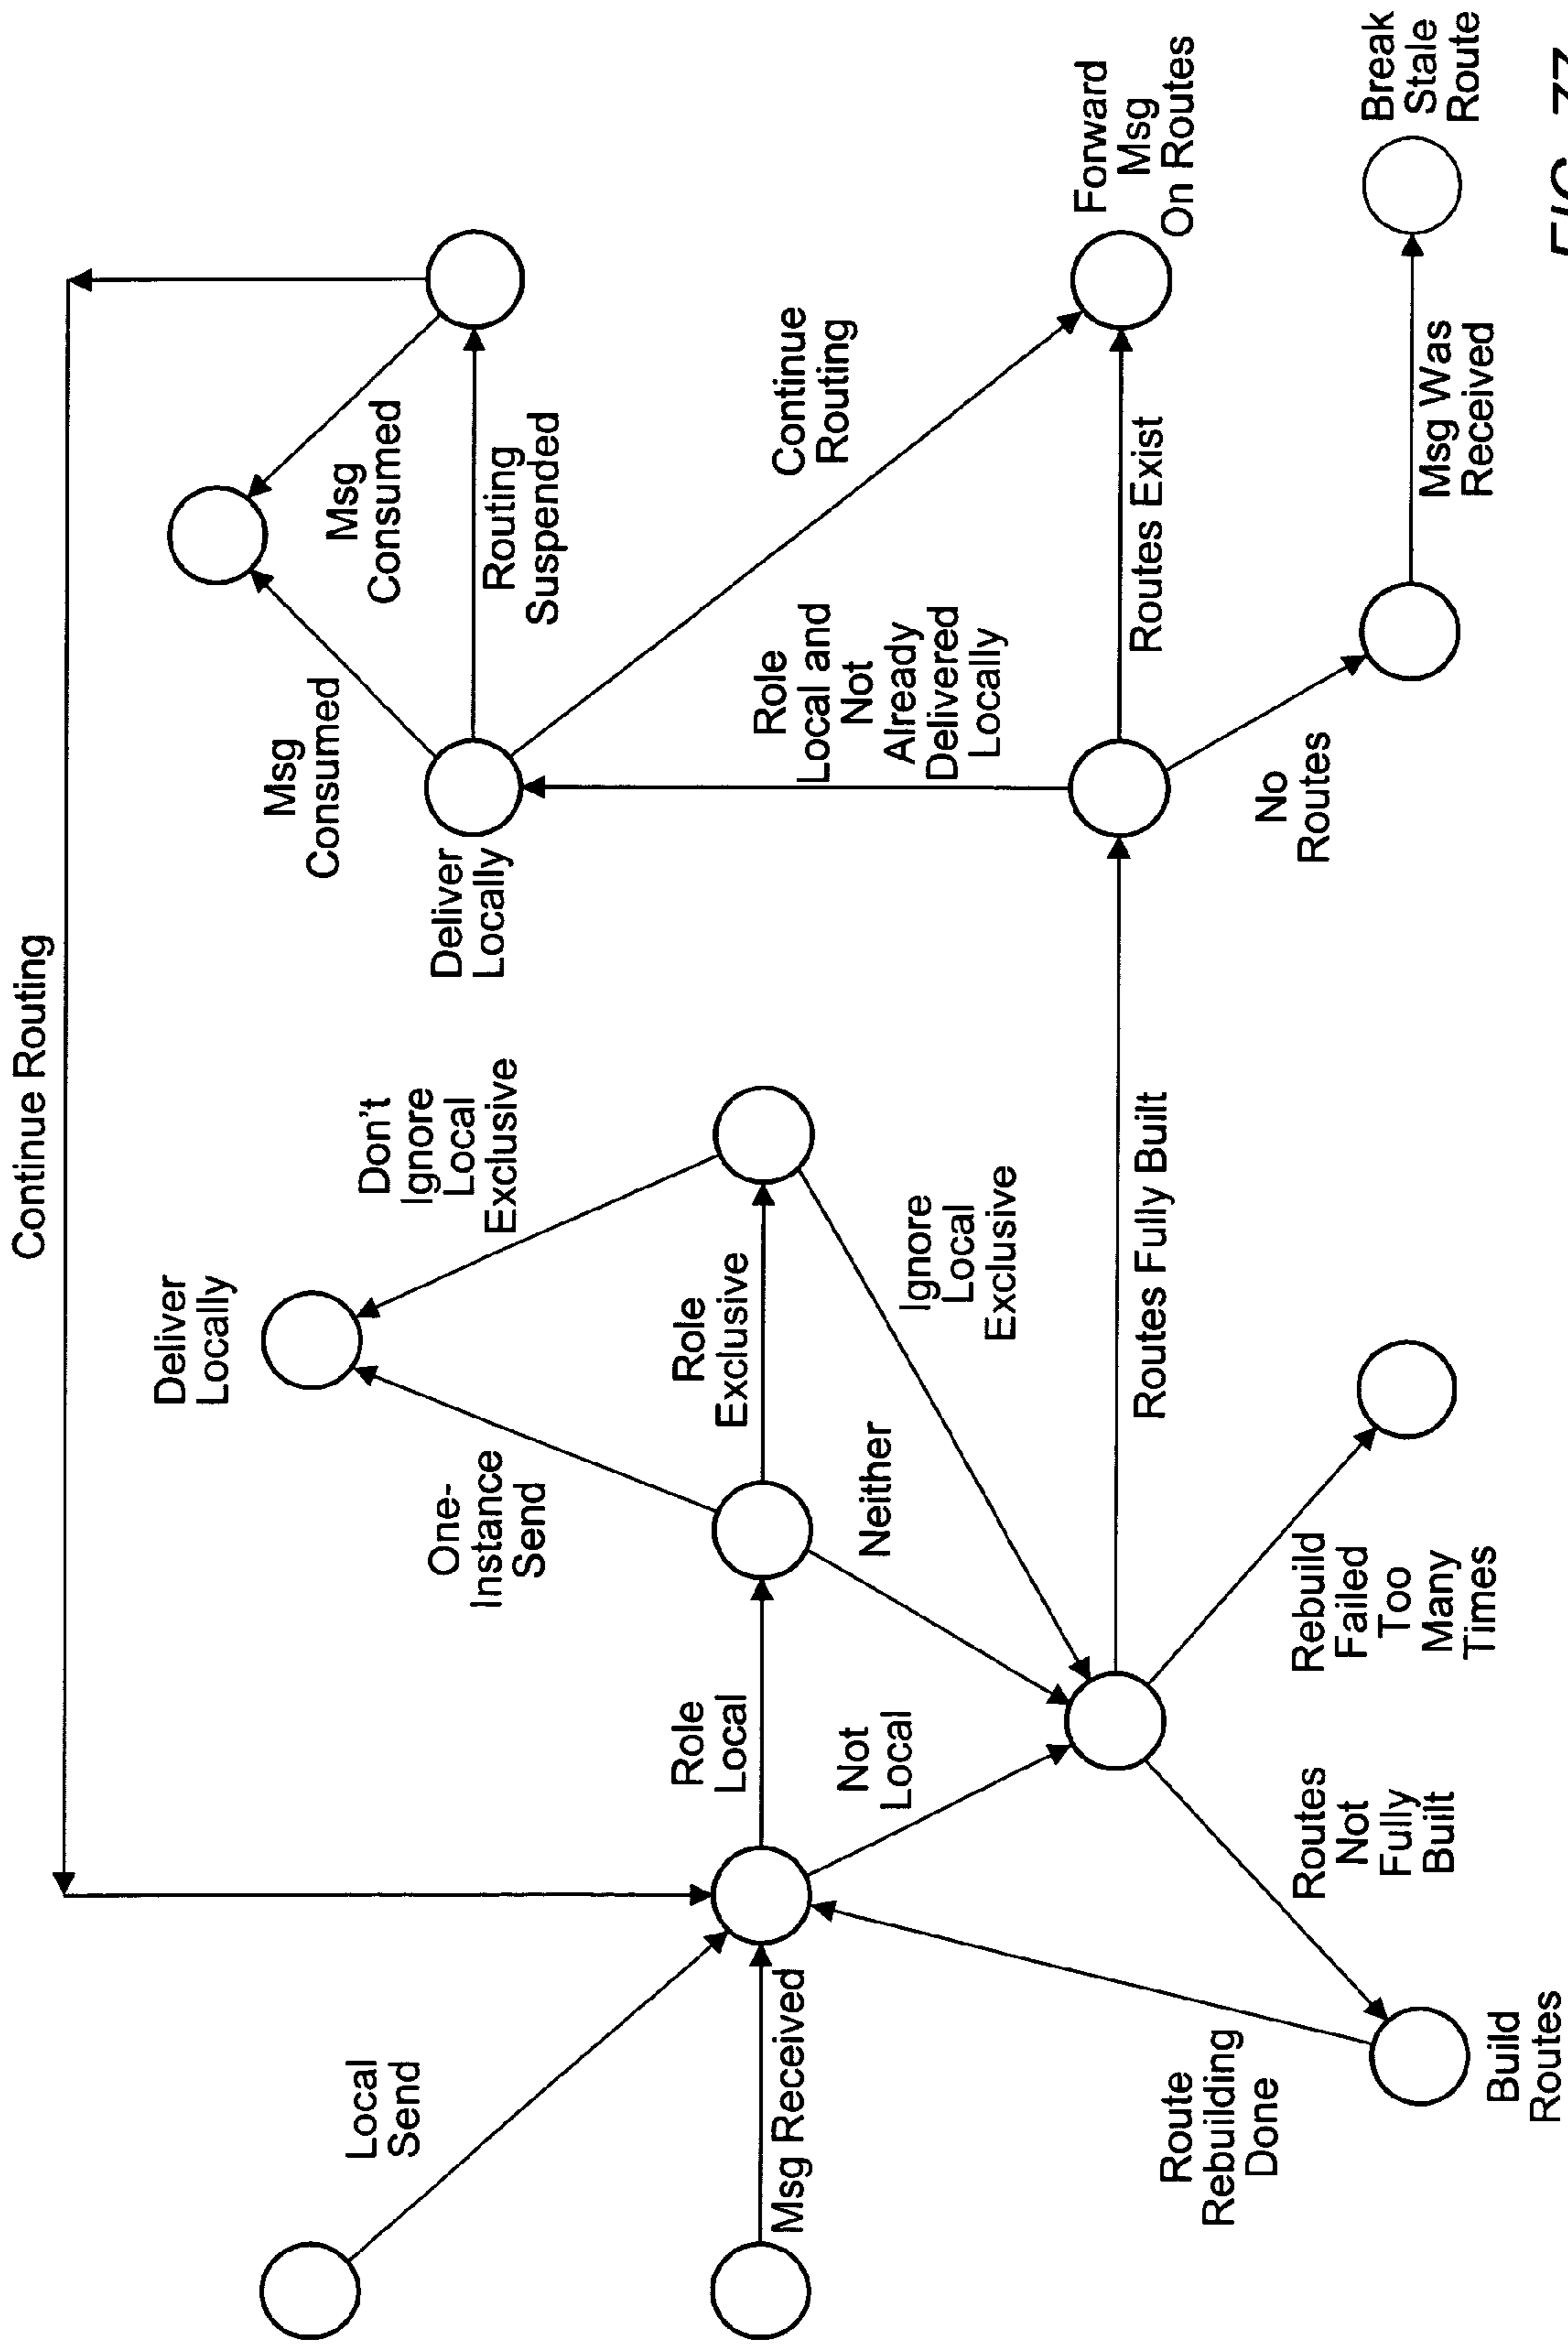 Continue Routing
Local
Send
Deliver
Locally
One-
Instance
Send
Don't
Ignore
Local
Exclusive
Msg
Consumed
Msg
Consumed
Deliver
Locally
Routing
Suspended
Msg Received
Role
Local
Role
Exclusive
Not
Local
Neither
Ignore
Local
Exclusive
Role
Local and
Not
Already
Delivered
Locally
Continue
Routing
Forward
Msg
On Routes
Routes Fully Built
Routes Exist
Route
Rebuilding
Done
Routes
Not
Fully
Built
Rebuild
Failed
Too
Many
Times
No
Routes
Msg Was
Received
Break
Stale
Route
Build
Routes
FIG.